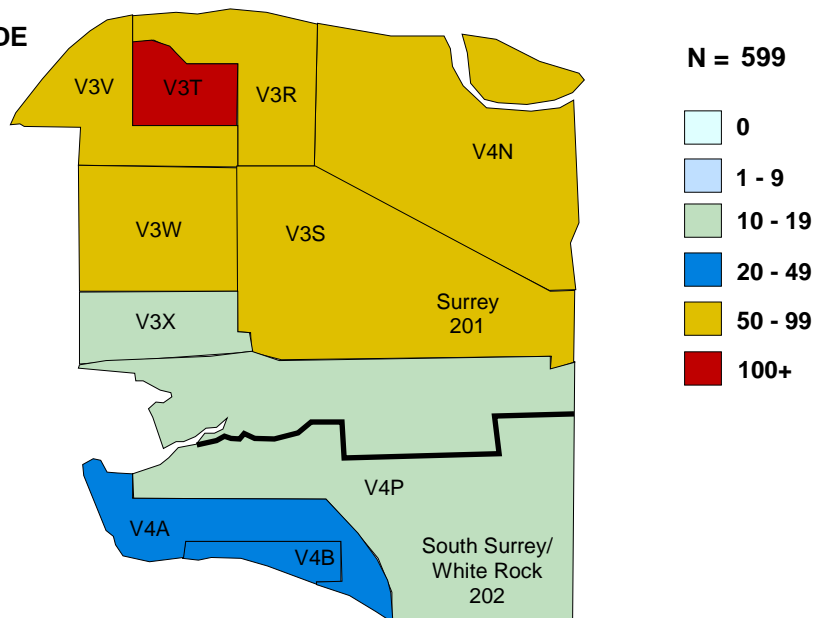 DE
N = 599
V3V
V3T
V3R
V4N
V3W
V3S
V3X
Surrey
201
V4P
V4A
V4B
South Surrey/
White Rock
202
0
1 - 9
10 - 19
20 - 49
50 - 99
100+